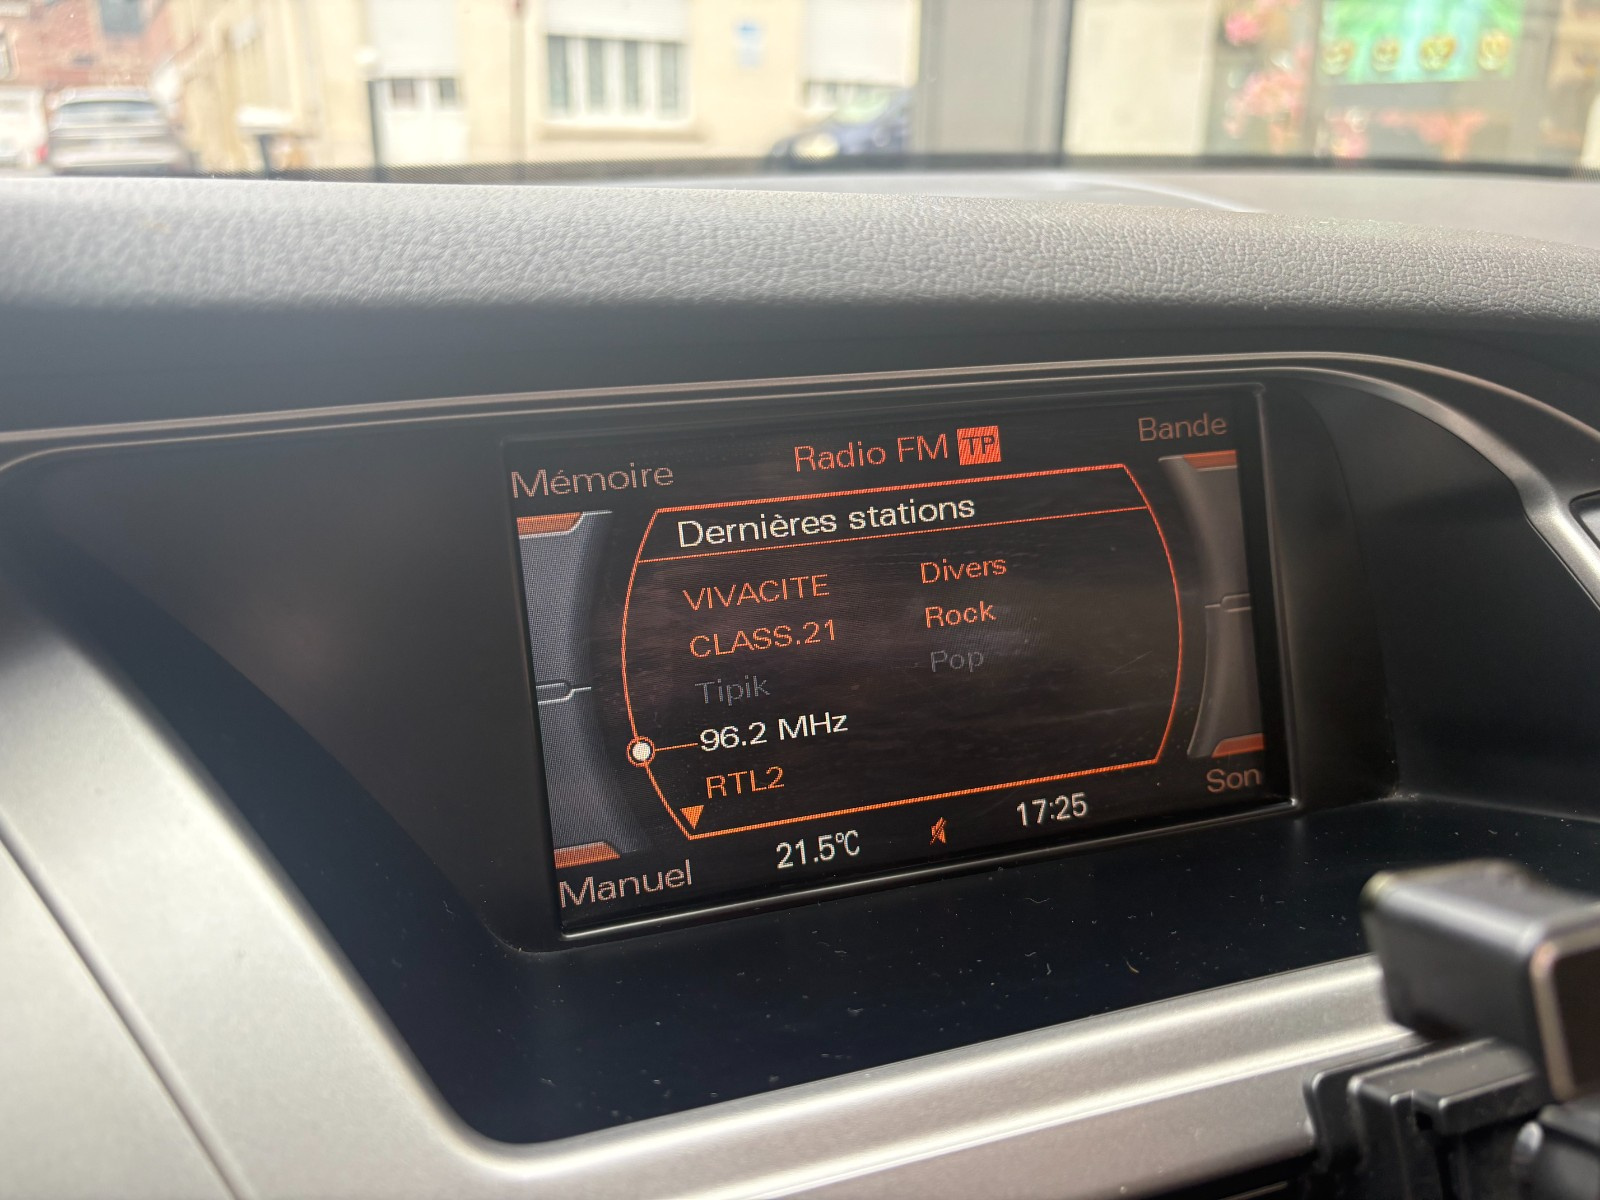 Mémoire
Radio FM TP
Bande
Dernières stations
VIVACITE Divers
CLASS.21 Rock
Tipik Pop
96.2 MHz
RTL2
Son
Manuel
21.5°C
17:25